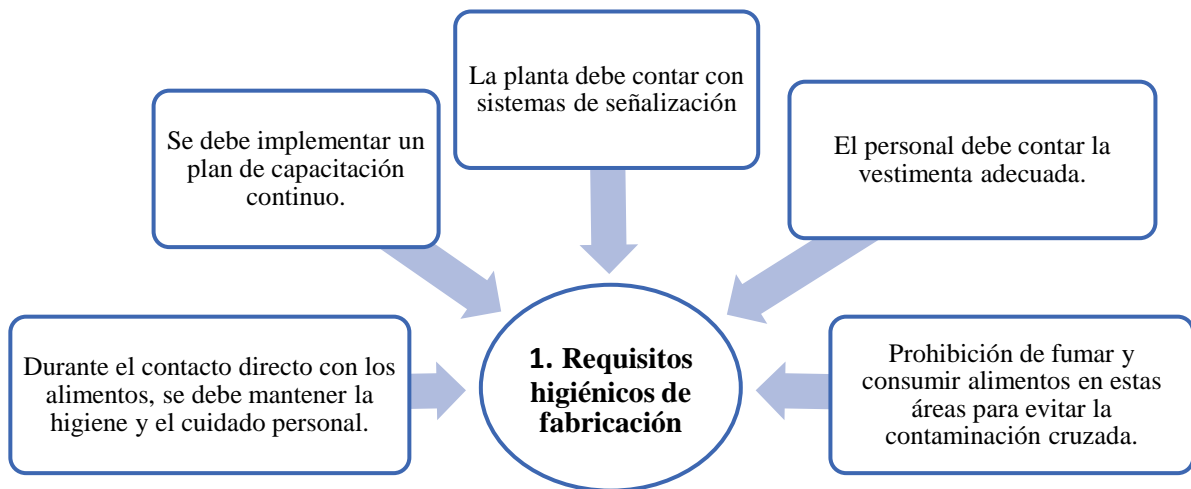 La planta debe contar con
sistemas de señalización
Se debe implementar un
plan de capacitación
continuo.
El personal debe contar la
vestimenta adecuada.
Durante el contacto directo con los
alimentos, se debe mantener la
higiene y el cuidado personal.
1. Requisitos
higiénicos de
fabricación
Prohibición de fumar y
consumir alimentos en estas
áreas para evitar la
contaminación cruzada.